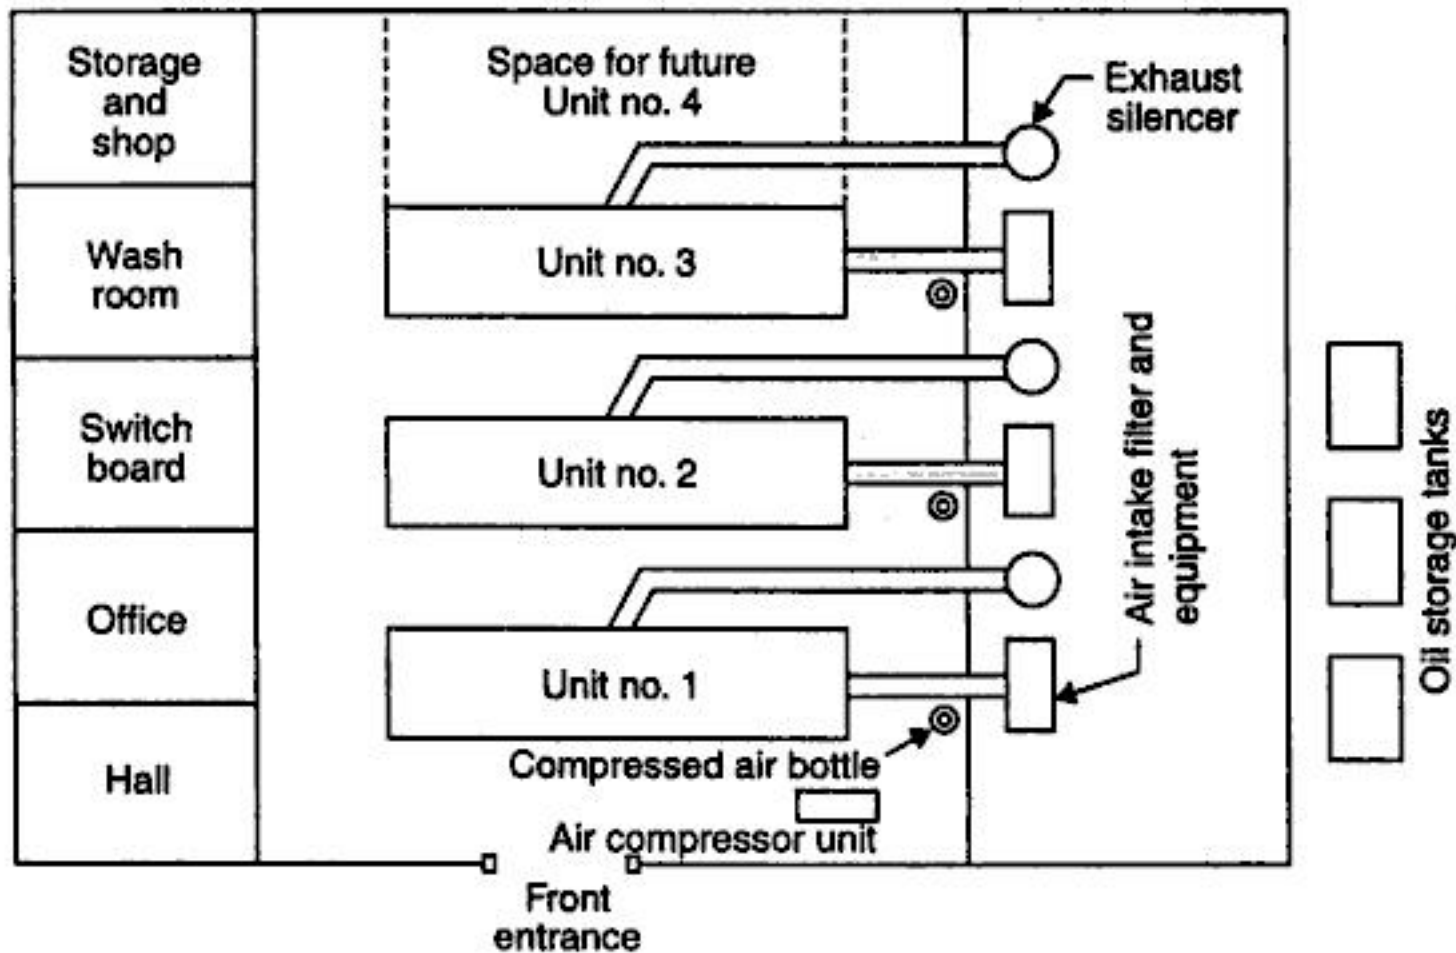 Storage
and
shop
Space for future
Unit no. 4
Exhaust
silencer
Wash
room
Unit no. 3
Switch
board
Unit no. 2
Air intake filter and
equipment
Oil storage tanks
Office
Unit no. 1
Hall
Compressed air bottle
Air compressor unit
Front
entrance